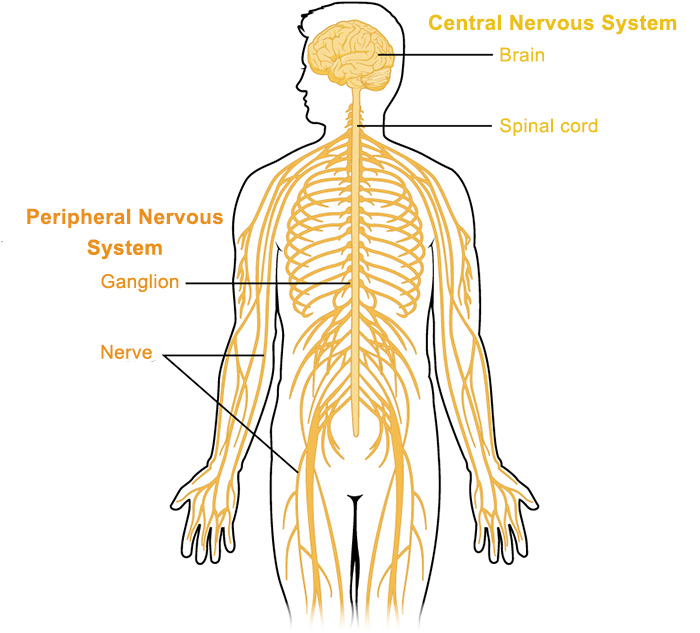 Central Nervous System
Brain
Spinal cord
Peripheral Nervous
System
Ganglion
Nerve